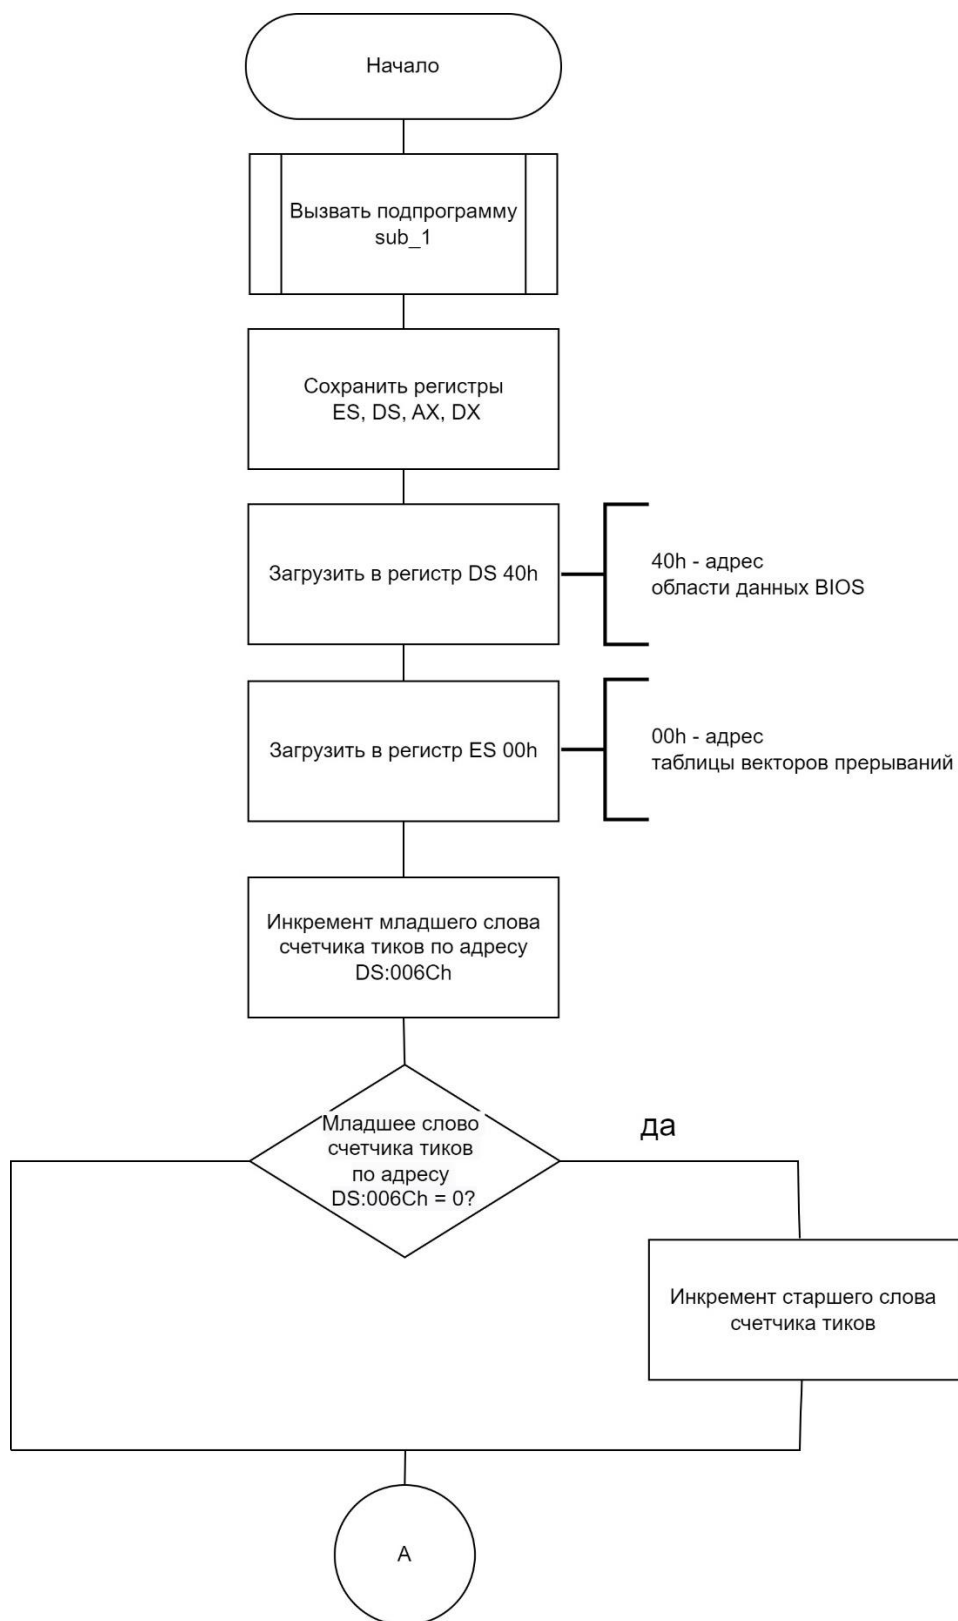 Начало
Вызвать подпрограмму
sub_1
Сохранить регистры
ES, DS, AX, DX
Загрузить в регистр DS 40h
40h - адрес
области данных BIOS
Загрузить в регистр ES 00h
00h - адрес
таблицы векторов прерываний
Инкремент младшего слова
счетчика тиков по адресу
DS:006Ch
Младшее слово
счетчика тиков
по адресу
DS:006Ch = 0?
да
Инкремент старшего слова
счетчика тиков
А